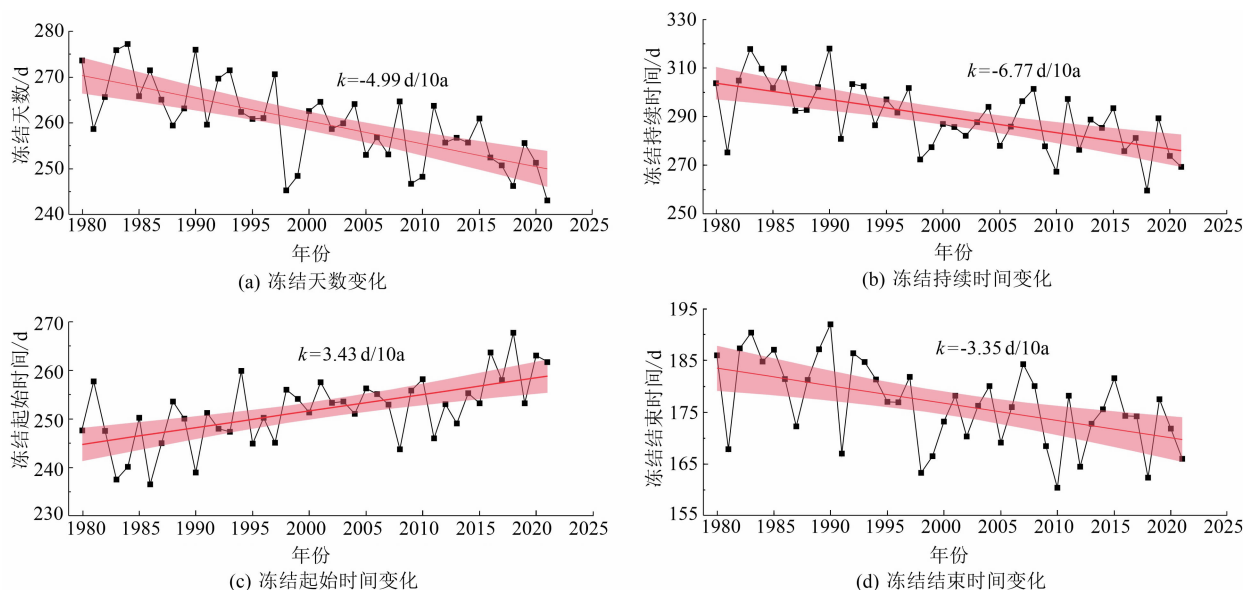 280
270
260
250
240
冻结天数/d
k=-4.99 d/10a
1980 1985 1990 1995 2000 2005 2010 2015 2020 2025
年份
(a) 冻结天数变化
330
310
290
270
250
冻结持续时间/d
k=-6.77 d/10a
1980 1985 1990 1995 2000 2005 2010 2015 2020 2025
年份
(b) 冻结持续时间变化
270
260
250
240
230
冻结起始时间/d
k=3.43 d/10a
1980 1985 1990 1995 2000 2005 2010 2015 2020 2025
年份
(c) 冻结起始时间变化
195
185
175
165
155
冻结结束时间/d
k=-3.35 d/10a
1980 1985 1990 1995 2000 2005 2010 2015 2020 2025
年份
(d) 冻结结束时间变化